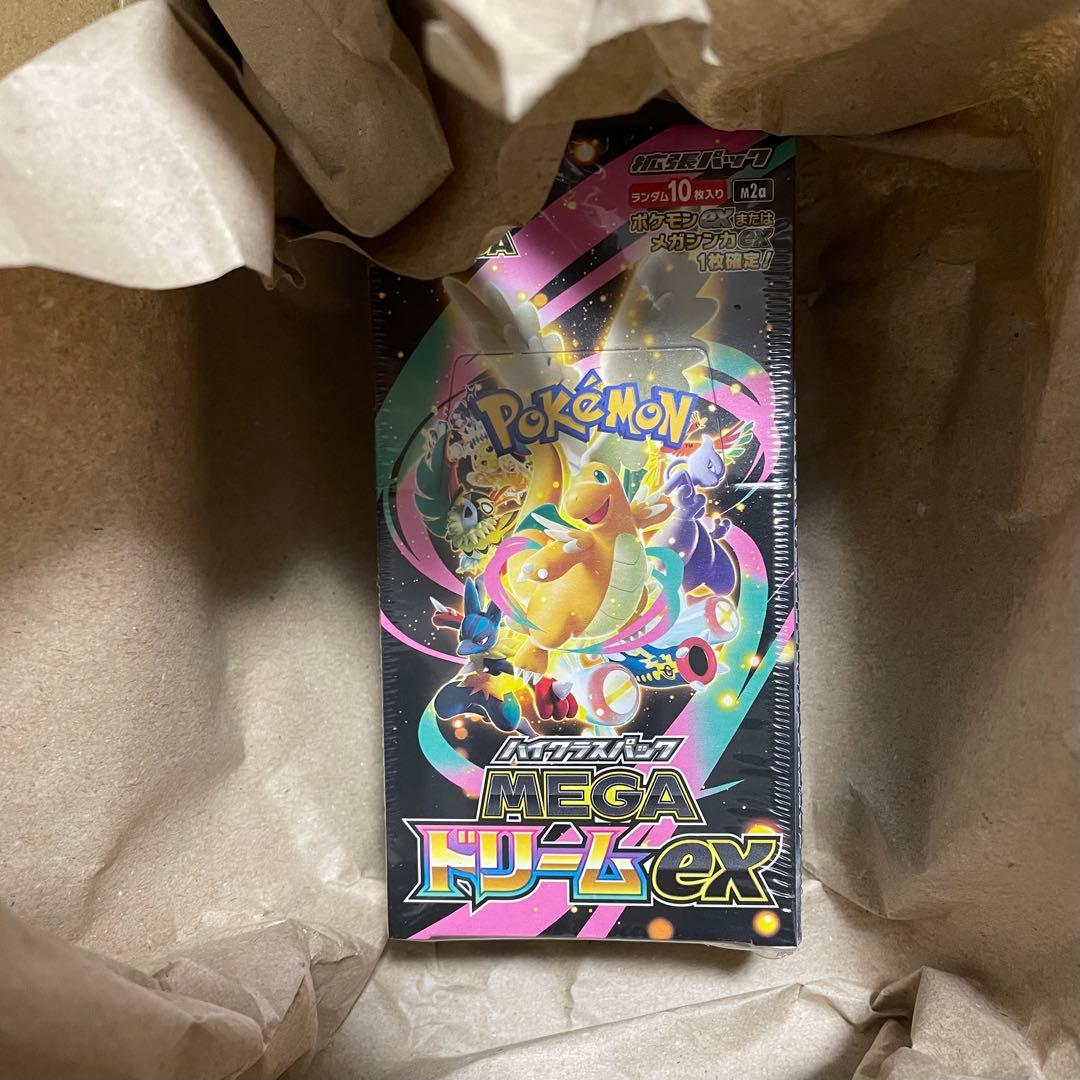 拡張パック
ランダム10枚入り M2a
ポケモンexまたは
メガシンカex
1枚確定!
POKéMON
TM
ハイクラスパック
MEGA
ドリームex